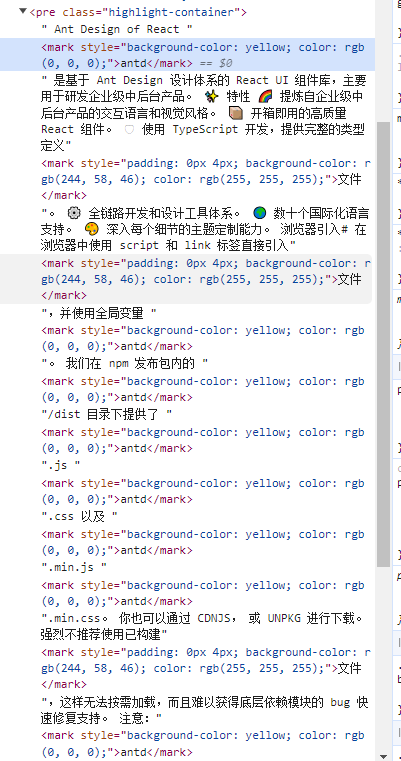 ▼<pre class="highlight-container">
" Ant Design of React "
<mark style="background-color: yellow; color: rgb
(0, 0, 0);">antd</mark> == $0
" 是基于 Ant Design 设计体系的 React UI 组件库，主要
用于研发企业级中后台产品。 ✨ 特性 🌈 提炼自企业级中
后台产品的交互语言和视觉风格。 📦 开箱即用的高质量
React 组件。 🛡 使用 TypeScript 开发，提供完整的类型
定义"
<mark style="padding: 0px 4px; background-color: r
gb(244, 58, 46); color: rgb(255, 255, 255);">文件
</mark>
"。 ⚙️ 全链路开发和设计工具体系。 🌍 数十个国际化语言
支持。 🎨 深入每个细节的主题定制能力。 浏览器引入# 在
浏览器中使用 script 和 link 标签直接引入"
<mark style="padding: 0px 4px; background-color: r
gb(244, 58, 46); color: rgb(255, 255, 255);">文件
</mark>
"，并使用全局变量 "
<mark style="background-color: yellow; color: rgb
(0, 0, 0);">antd</mark>
"。 我们在 npm 发布包内的 "
<mark style="background-color: yellow; color: rgb
(0, 0, 0);">antd</mark>
"/dist 目录下提供了 "
<mark style="background-color: yellow; color: rgb
(0, 0, 0);">antd</mark>
".js "
<mark style="background-color: yellow; color: rgb
(0, 0, 0);">antd</mark>
".css 以及 "
<mark style="background-color: yellow; color: rgb
(0, 0, 0);">antd</mark>
".min.js "
<mark style="background-color: yellow; color: rgb
(0, 0, 0);">antd</mark>
".min.css。 你也可以通过 CDNJS， 或 UNPKG 进行下载。
强烈不推荐使用已构建"
<mark style="padding: 0px 4px; background-color: r
gb(244, 58, 46); color: rgb(255, 255, 255);">文件
</mark>
"，这样无法按需加载，而且难以获得底层依赖模块的 bug 快
速修复支持。 注意："
<mark style="background-color: yellow; color: rgb
(0, 0, 0);">antd</mark>